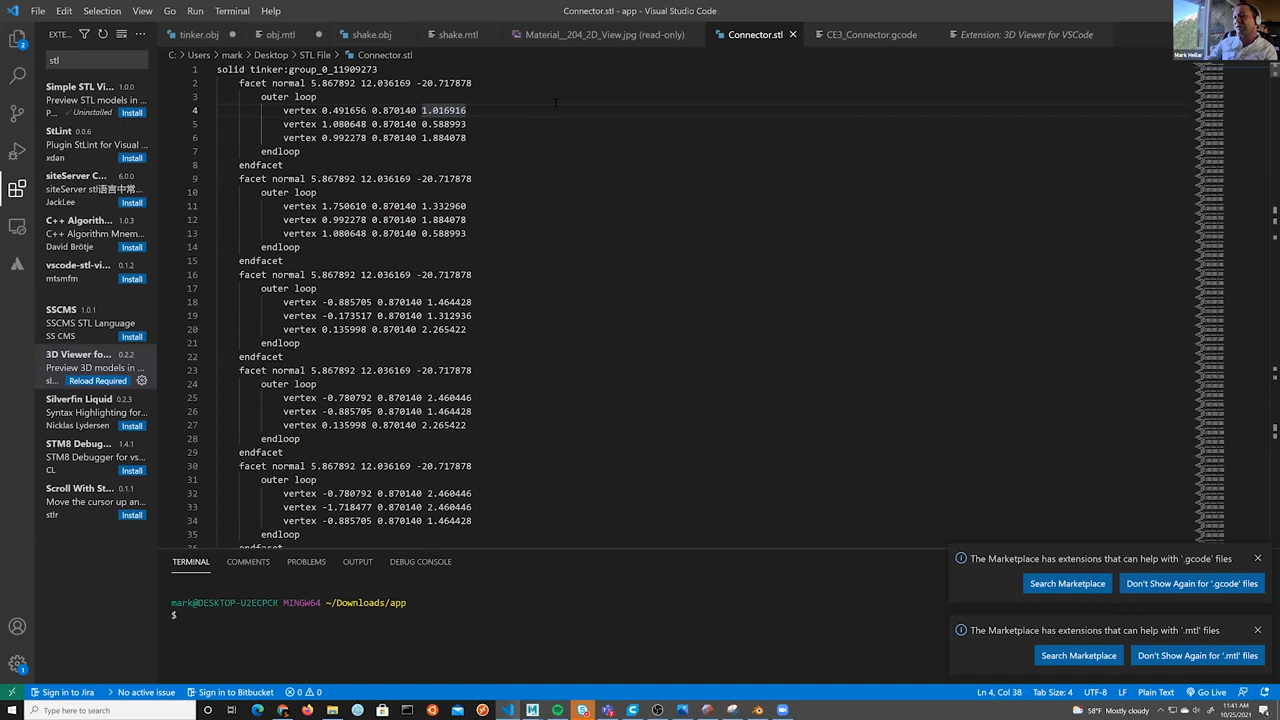 File Edit Selection View Go Run Terminal Help
Connector.stl - app - Visual Studio Code
EXTE...
tinker.obj
obj.mtl
shake.obj
shake.mtl
Material__204_2D_View.jpg (read-only)
Connector.stl
CE3_Connector.gcode
Extension: 3D Viewer for VSCode
Mark Hellar
C: > Users > mark > Desktop > STL File > Connector.stl
stl
Simple STL Vi... 1.0.0
Preview STL models in ...
P... Uninstalled Install
StLint 0.0.6
Plugin StLint for Visual ...
xdan Install
siteServer C... 6.0.0
siteServer stl语言中常...
JackLee Install
C++ Algorith... 1.0.3
C++ Algorithm Mnem...
David Brötje Install
vscode-stl-vi... 0.1.2
mtsmfm Install
SSCMS 1.0.1
SSCMS STL Language
SS CMS Install
3D Viewer fo... 0.2.2
Preview 3D models in ...
sl... Reload Required
Silverfin Liquid 0.2.3
Syntax Highlighting for...
Nicklas Lydersen Install
STM8 Debug... 1.4.1
STM8 Debugger for vs...
CL Install
Scroll With St... 0.1.1
Move the cursor up an...
stlr Install
1 solid tinker:group_0_11909273
2 facet normal 5.867892 12.036169 -20.717878
3 outer loop
4 vertex 0.490156 0.870140 1.016916
5 vertex 1.080648 0.870140 0.588993
6 vertex 0.992278 0.870140 1.884078
7 endloop
8 endfacet
9 facet normal 5.867892 12.036169 -20.717878
10 outer loop
11 vertex 1.750610 0.870140 1.332960
12 vertex 0.992278 0.870140 1.884078
13 vertex 1.080648 0.870140 0.588993
14 endloop
15 endfacet
16 facet normal 5.867892 12.036169 -20.717878
17 outer loop
18 vertex -0.885705 0.870140 1.464428
19 vertex -0.173517 0.870140 1.312936
20 vertex 0.135998 0.870140 2.265422
21 endloop
22 endfacet
23 facet normal 5.867892 12.036169 -20.717878
24 outer loop
25 vertex -0.789792 0.870140 2.460446
26 vertex -0.885705 0.870140 1.464428
27 vertex 0.135998 0.870140 2.265422
28 endloop
29 endfacet
30 facet normal 5.867892 12.036169 -20.717878
31 outer loop
32 vertex -0.789792 0.870140 2.460446
33 vertex -1.718977 0.870140 2.090463
34 vertex -0.885705 0.870140 1.464428
35 endloop
endfacet
TERMINAL COMMENTS PROBLEMS OUTPUT DEBUG CONSOLE
mark@DESKTOP-U2ECPCR MINGW64 ~/Downloads/app
$
The Marketplace has extensions that can help with '.gcode' files
Search Marketplace Don't Show Again for '.gcode' files
The Marketplace has extensions that can help with '.mtl' files
Search Marketplace Don't Show Again for '.mtl' files
Sign in to Jira No active issue Sign in to Bitbucket 0 0
Ln 4, Col 38 Tab Size: 4 UTF-8 LF Plain Text Go Live
Type here to search
58°F Mostly cloudy
11:41 AM
10/25/2021